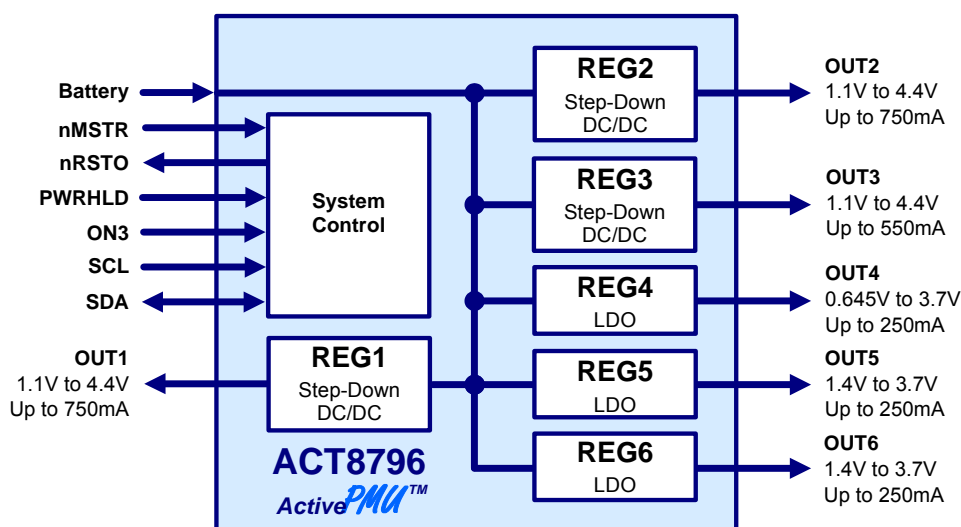 Battery
nMSTR
nRSTO
PWRHLD
ON3
SCL
SDA
System
Control
OUT1
1.1V to 4.4V
Up to 750mA
REG1
Step-Down
DC/DC
ACT8796
ActivePMU™
REG2
Step-Down
DC/DC
OUT2
1.1V to 4.4V
Up to 750mA
REG3
Step-Down
DC/DC
OUT3
1.1V to 4.4V
Up to 550mA
REG4
LDO
OUT4
0.645V to 3.7V
Up to 250mA
REG5
LDO
OUT5
1.4V to 3.7V
Up to 250mA
REG6
LDO
OUT6
1.4V to 3.7V
Up to 250mA